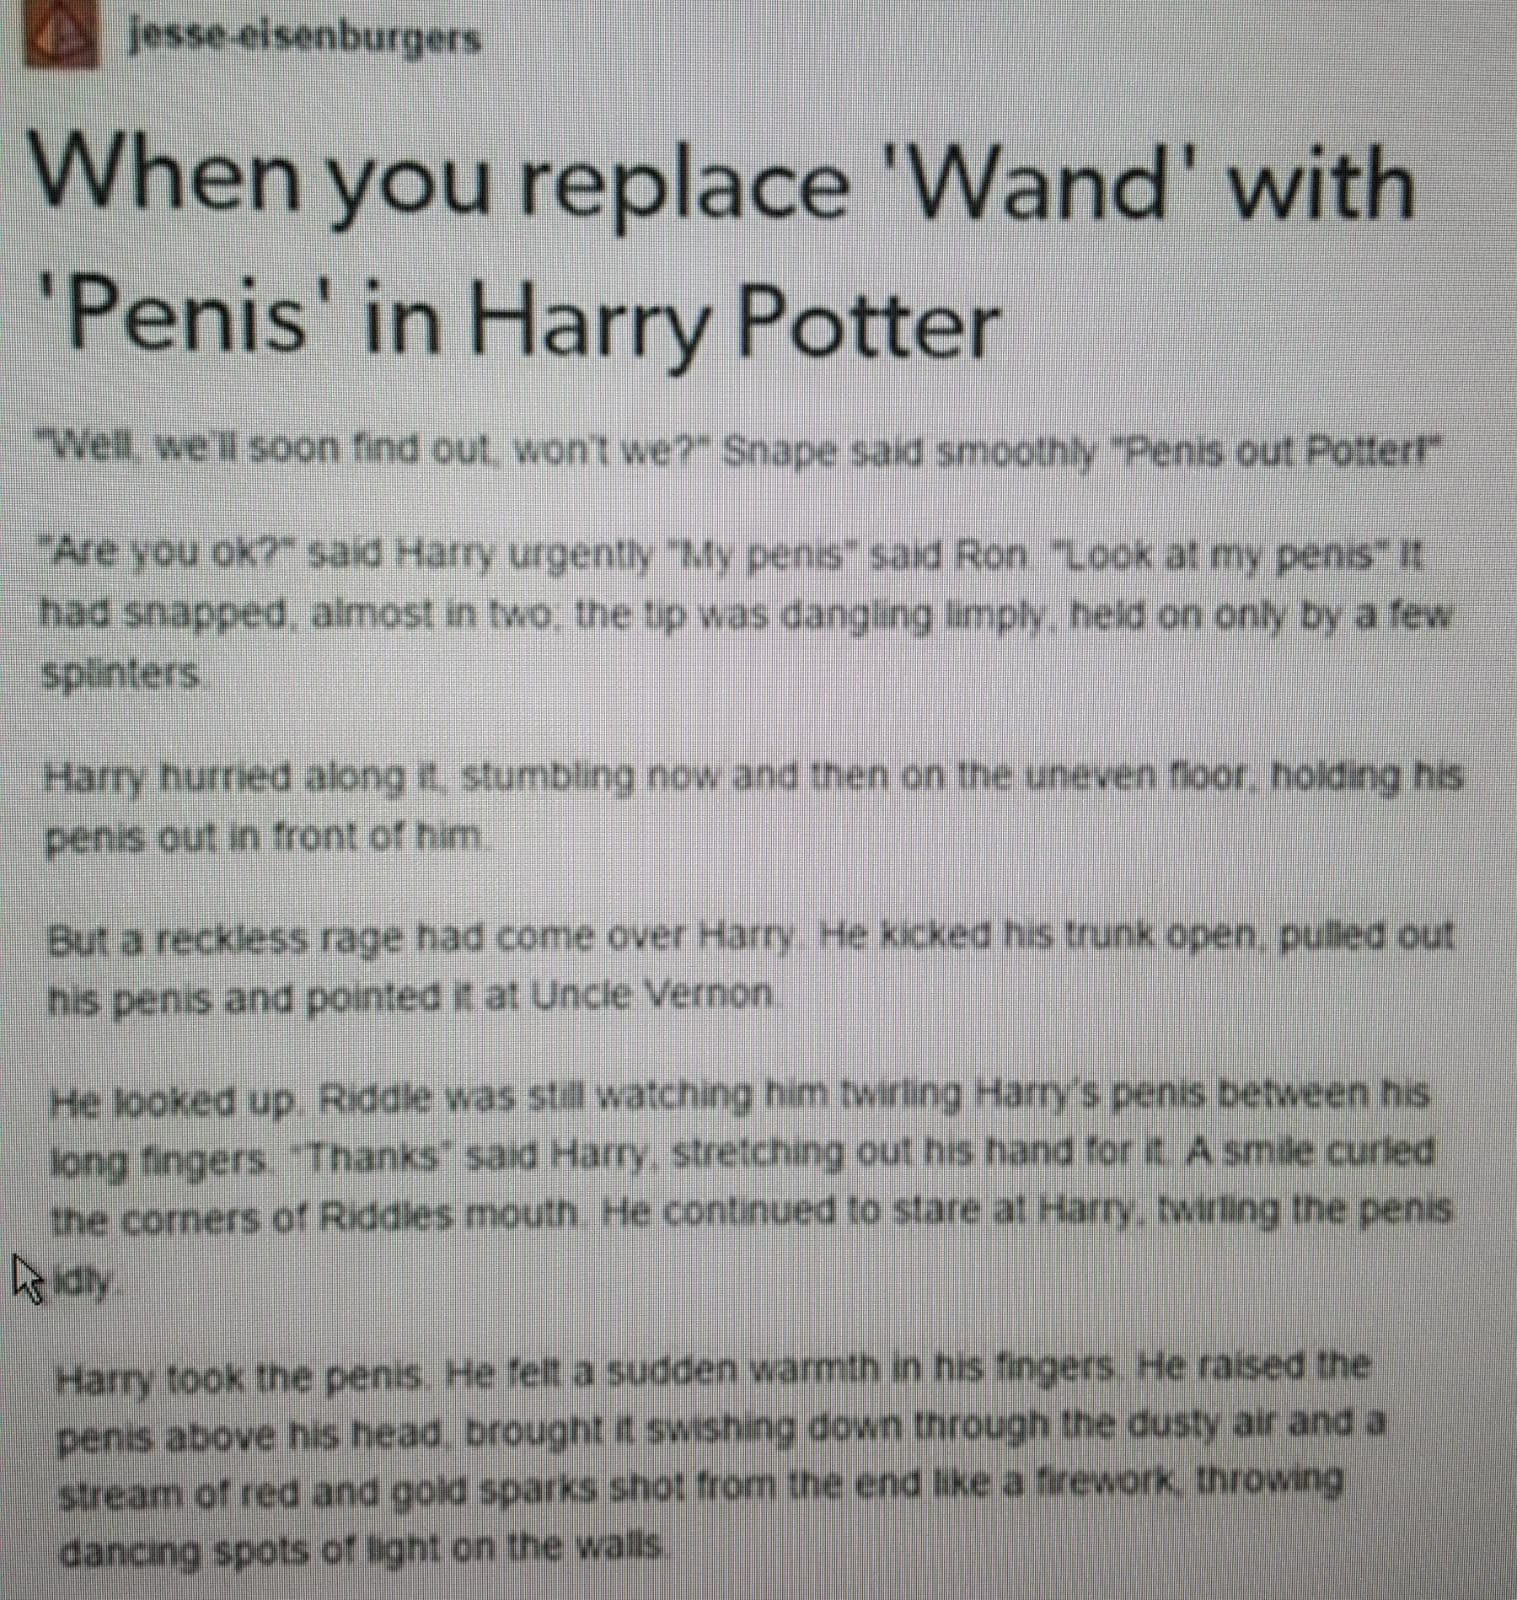 jesse-eisenburgers
When you replace 'Wand' with
'Penis' in Harry Potter
"Well, we'll soon find out, won't we?" Snape said smoothly "Penis out Potter!"
"Are you ok?" said Harry urgently "My penis" said Ron. "Look at my penis" It
had snapped, almost in two; the tip was dangling limply, held on only by a few
splinters.
Harry hurried along it, stumbling now and then on the uneven floor, holding his
penis out in front of him.
But a reckless rage had come over Harry. He kicked his trunk open, pulled out
his penis and pointed it at Uncle Vernon.
He looked up. Riddle was still watching him twirling Harry's penis between his
long fingers. "Thanks" said Harry, stretching out his hand for it. A smile curled
the corners of Riddles mouth. He continued to stare at Harry, twirling the penis
idly.
Harry took the penis. He felt a sudden warmth in his fingers. He raised the
penis above his head, brought it swishing down through the dusty air and a
stream of red and gold sparks shot from the end like a firework, throwing
dancing spots of light on the walls.